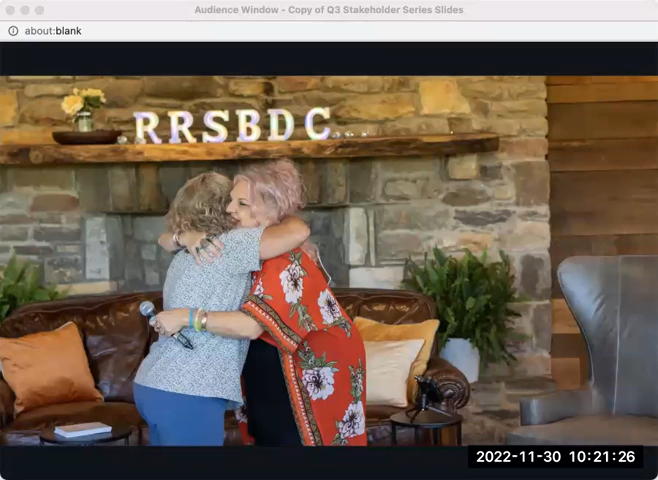 Audience Window - Copy of Q3 Stakeholder Series Slides
about:blank
RRSBDC
2022-11-30 10:21:26